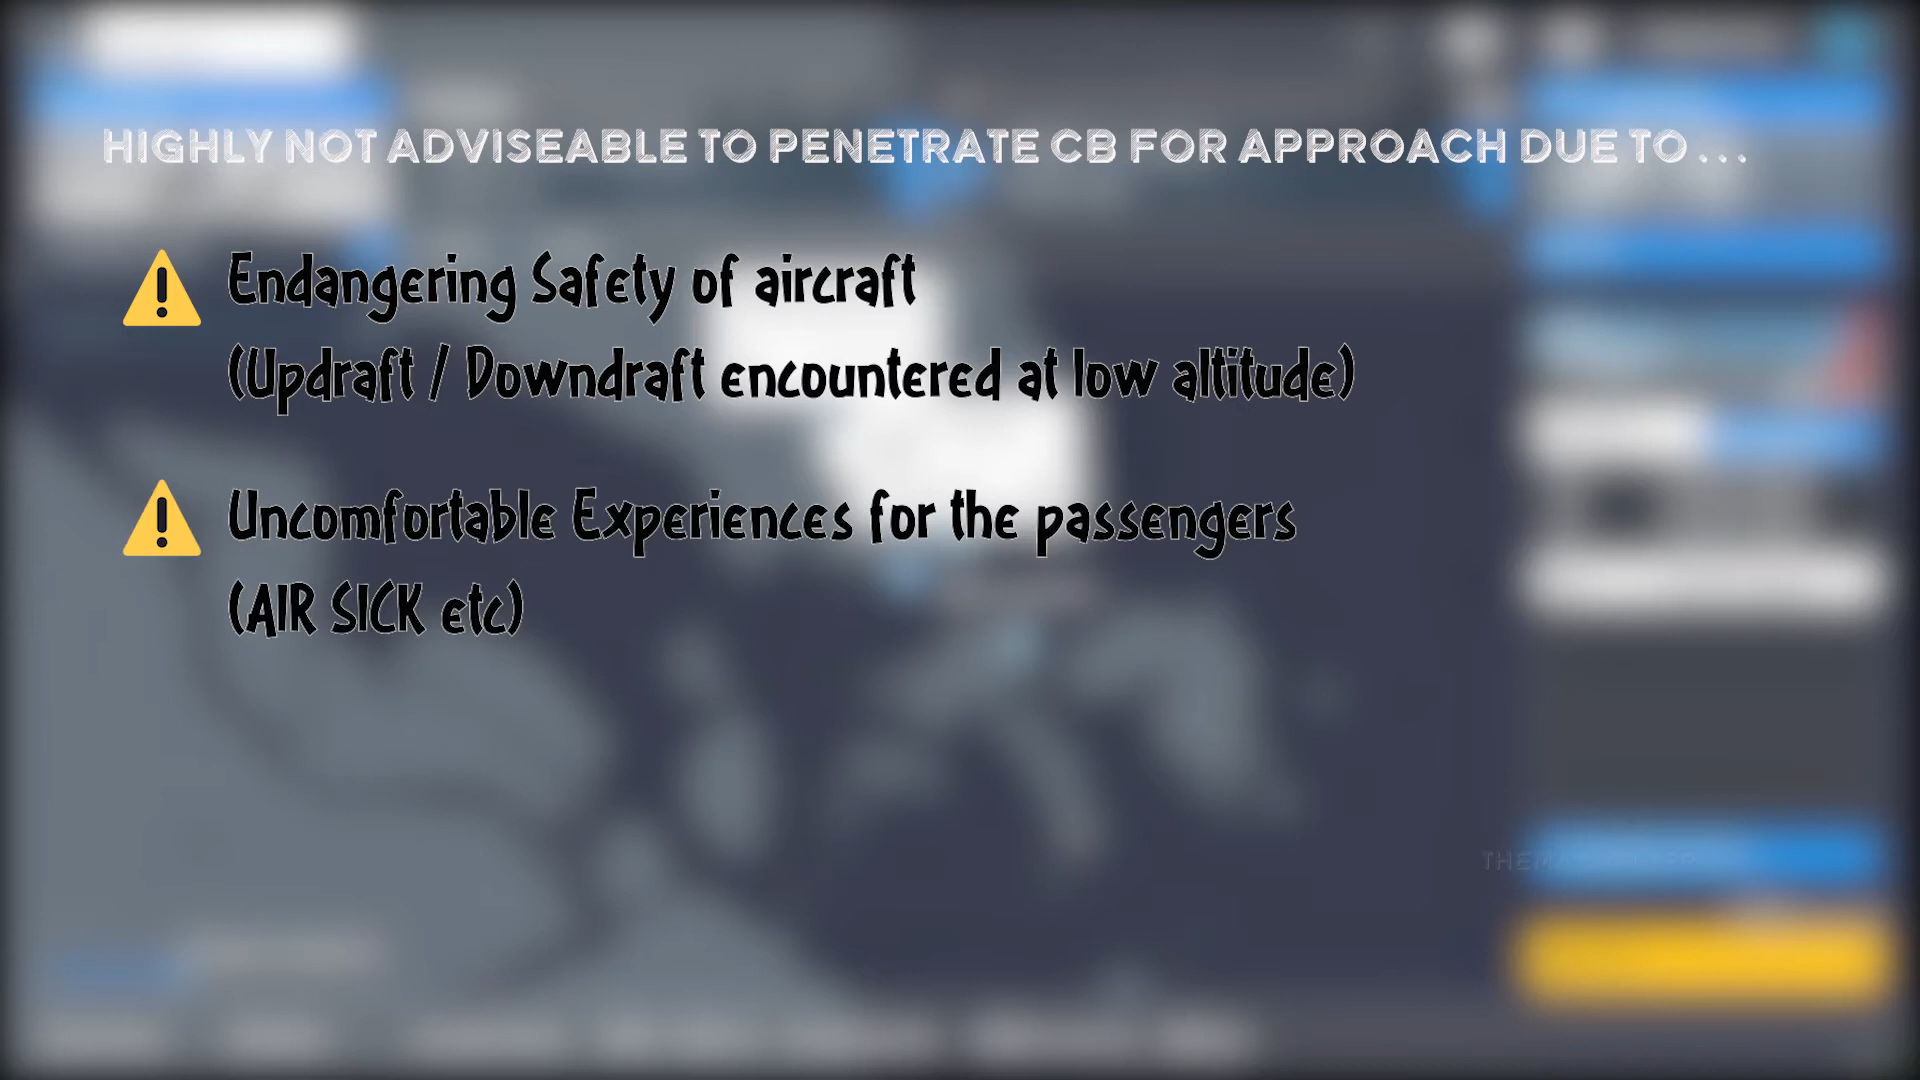 HIGHLY NOT ADVISEABLE TO PENETRATE CB FOR APPROACH DUE TO...
Endangering Safety of aircraft
(Updraft / Downdraft encountered at low altitude)
Uncomfortable Experiences for the passengers
(AIR SICK etc)